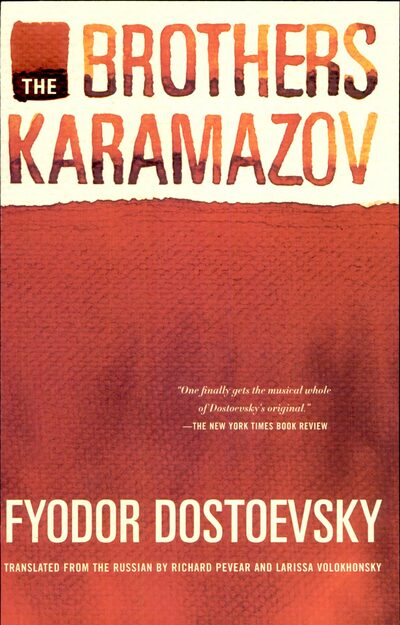 THE BROTHERS
KARAMAZOV
“One finally gets the musical whole
of Dostoevsky's original.”
—THE NEW YORK TIMES BOOK REVIEW
FYODOR DOSTOEVSKY
TRANSLATED FROM THE RUSSIAN BY RICHARD PEVEAR AND LARISSA VOLOKHONSKY